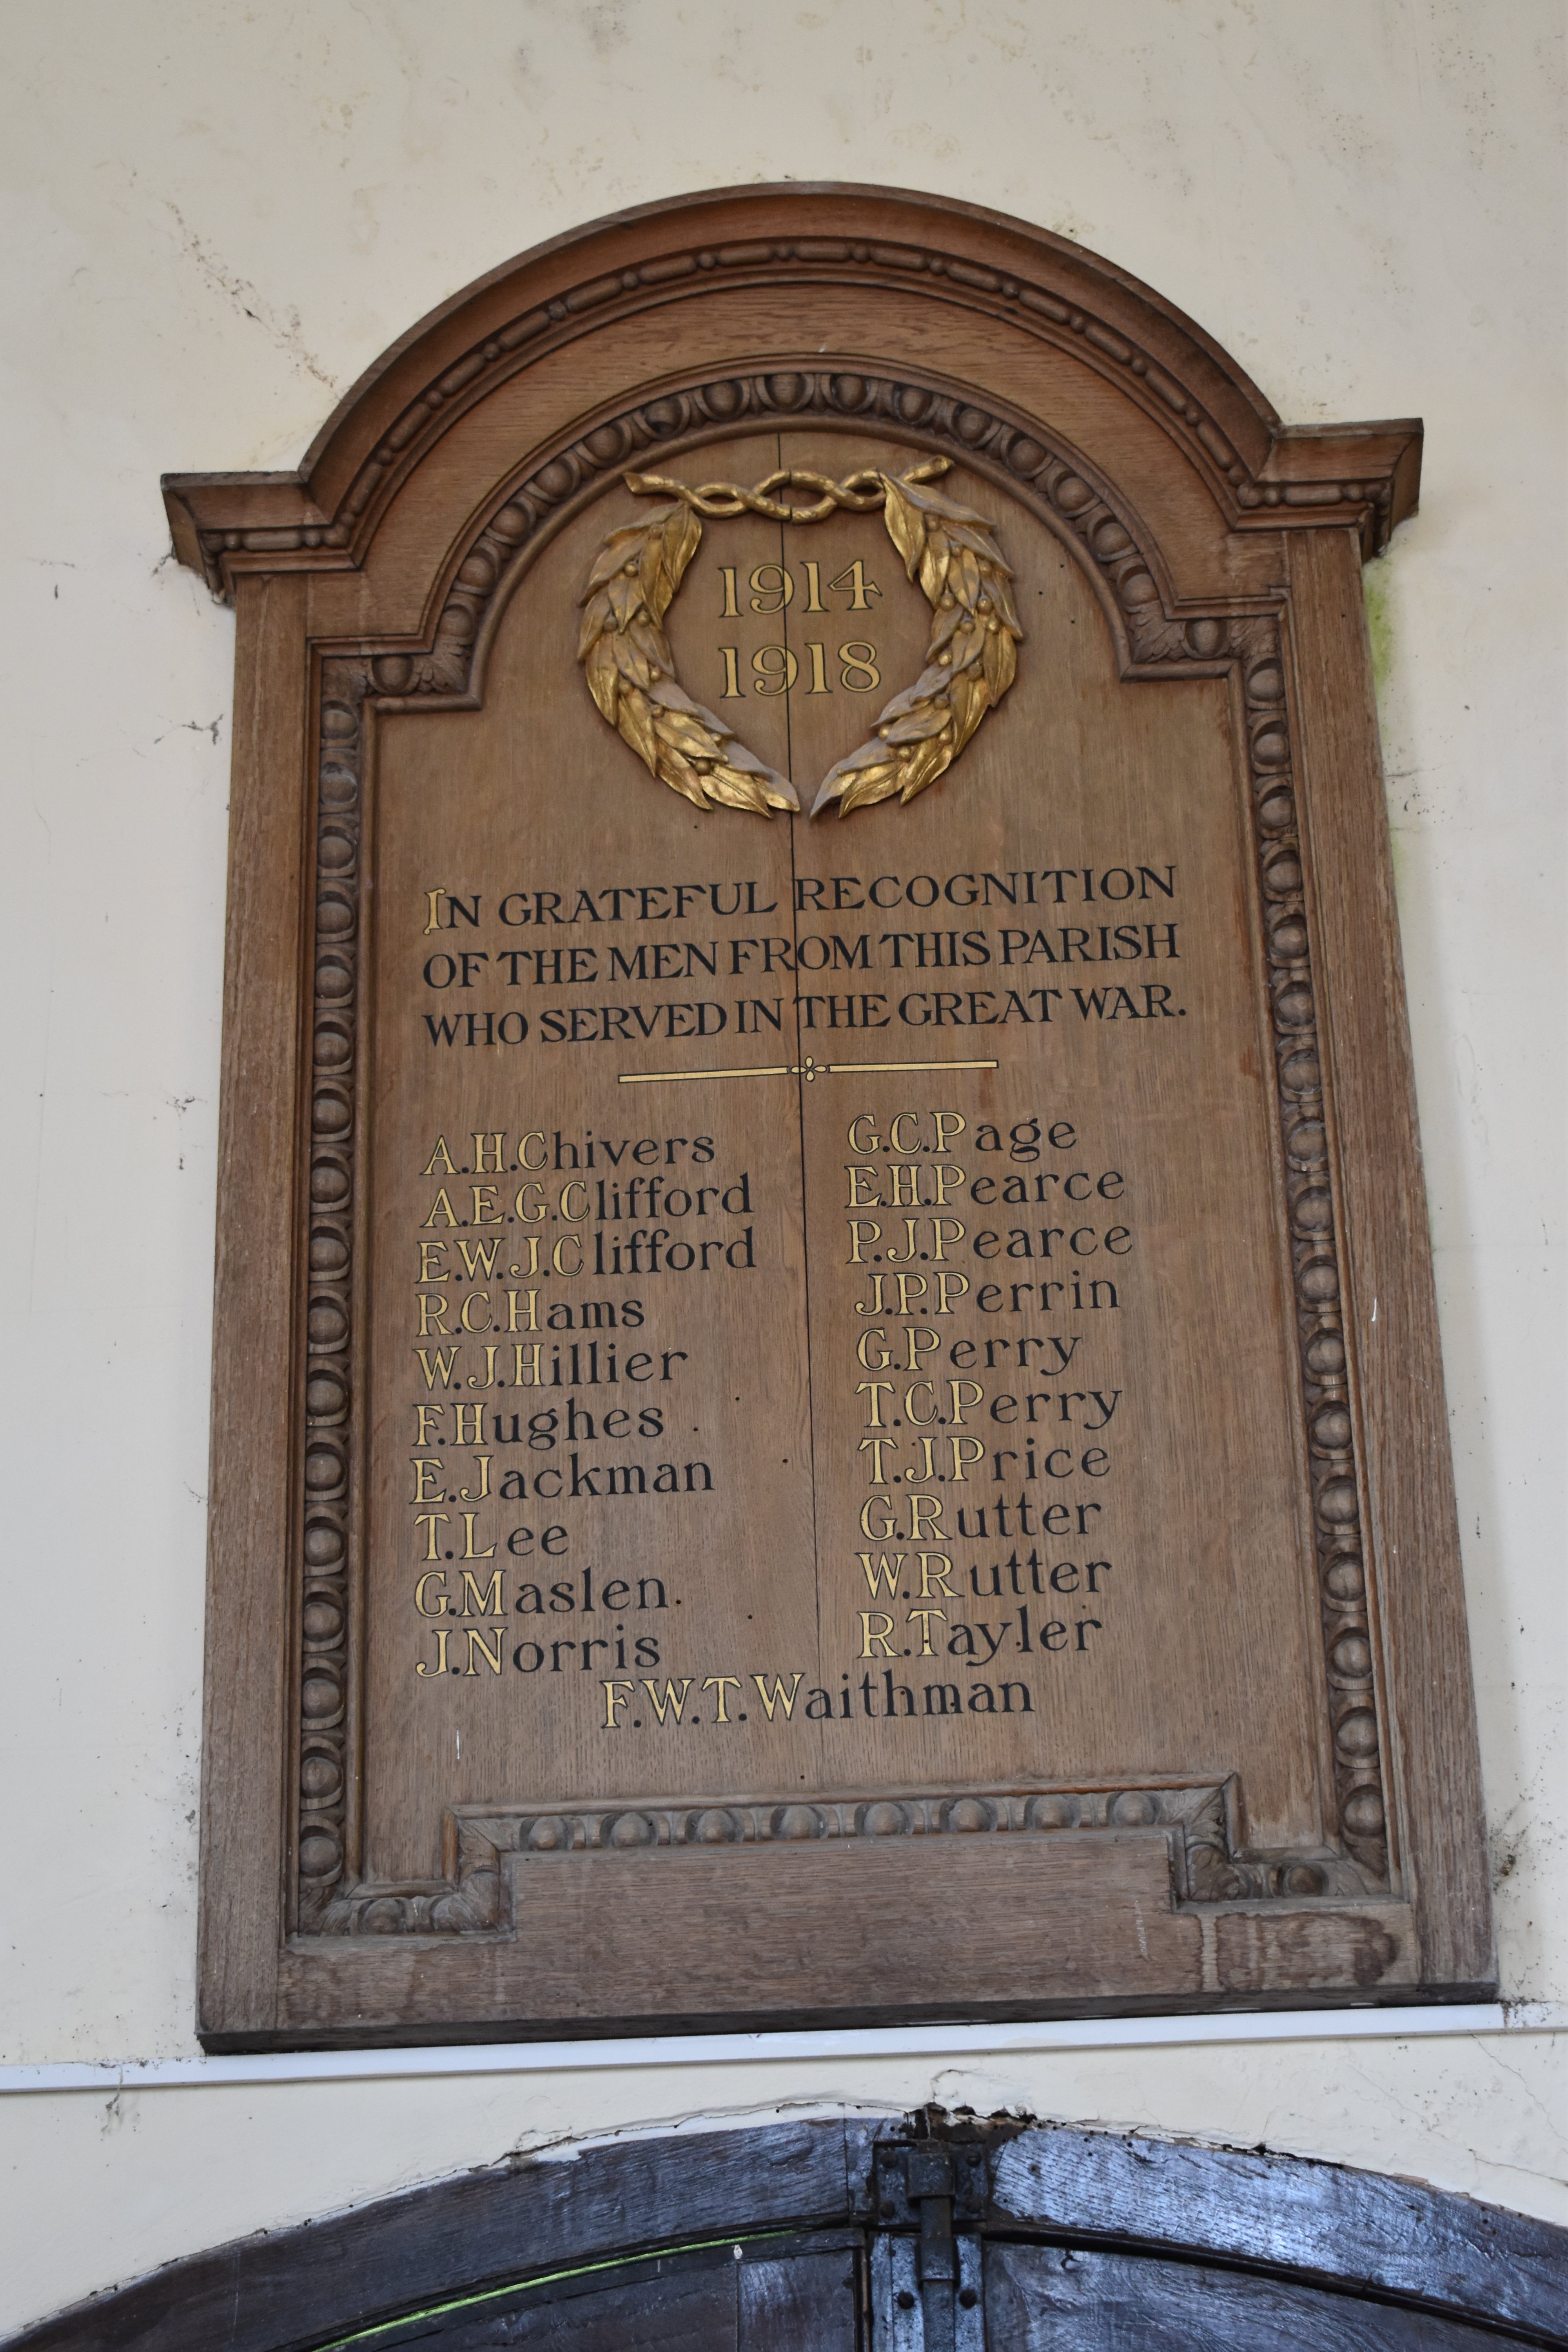 1914
1918
IN GRATEFUL RECOGNITION
OF THE MEN FROM THIS PARISH
WHO SERVED IN THE GREAT WAR.
A.H.Chivers
A.E.G.Clifford
E.W.J.Clifford
R.C.Hams
W.J.Hillier
F.Hughes
E.Jackman
T.Lee
G.Maslen
J.Norris
G.C.Page
E.H.Pearce
P.J.Pearce
J.P.Perrin
G.Perry
T.C.Perry
T.J.Price
G.Rutter
W.Rutter
R.Tayler
F.W.T.Waithman